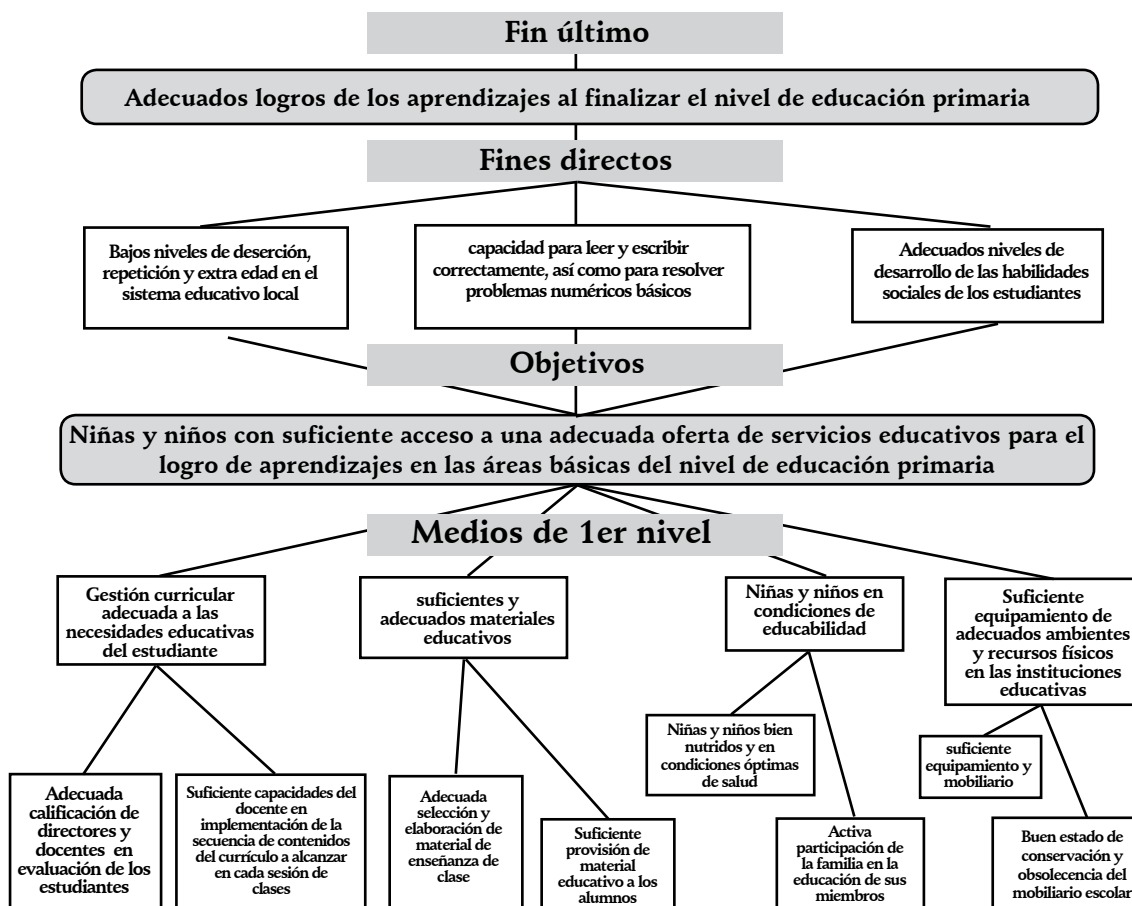 Fin último
Adecuados logros de los aprendizajes al finalizar el nivel de educación primaria
Fines directos
Bajos niveles de deserción,
repetición y extra edad en el
sistema educativo local
capacidad para leer y escribir
correctamente, así como para resolver
problemas numéricos básicos
Adecuados niveles de
desarrollo de las habilidades
sociales de los estudiantes
Objetivos
Niñas y niños con suficiente acceso a una adecuada oferta de servicios educativos para el
logro de aprendizajes en las áreas básicas del nivel de educación primaria
Medios de 1er nivel
Gestión curricular
adecuada a las
necesidades educativas
del estudiante
suficientes y
adecuados materiales
educativos
Niñas y niños en
condiciones de
educabilidad
Suficiente
equipamiento de
adecuados ambientes
y recursos físicos
en las instituciones
educativas
Adecuada
calificación de
directores y
docentes en
evaluación de los
estudiantes
Suficiente capacidades del
docente en
implementación de la
secuencia de contenidos
del currículo a alcanzar
en cada sesión de
clases
Adecuada
selección y
elaboración de
material de
enseñanza de
clase
Suficiente
provisión de
material
educativo a los
alumnos
Niñas y niños bien
nutridos y en
condiciones óptimas
de salud
Activa
participación de
la familia en la
educación de sus
miembros
suficiente
equipamiento y
mobiliario
Buen estado de
conservación y
obsolecencia del
mobiliario escolar